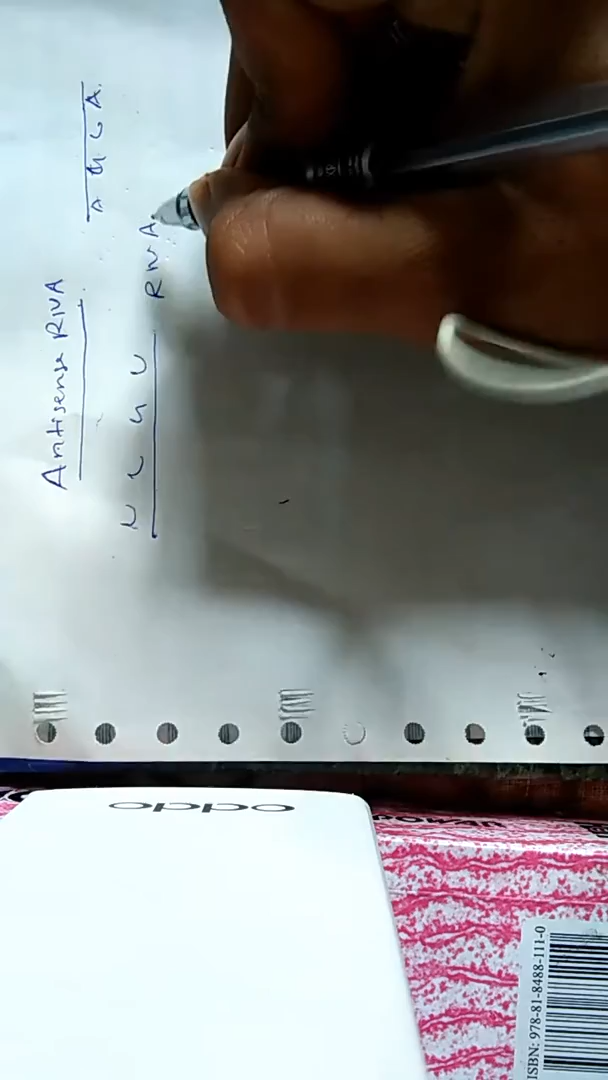 Antisense RNA
A G C A
U C G U RNA
oppo
ISBN: 978-81-8488-111-0